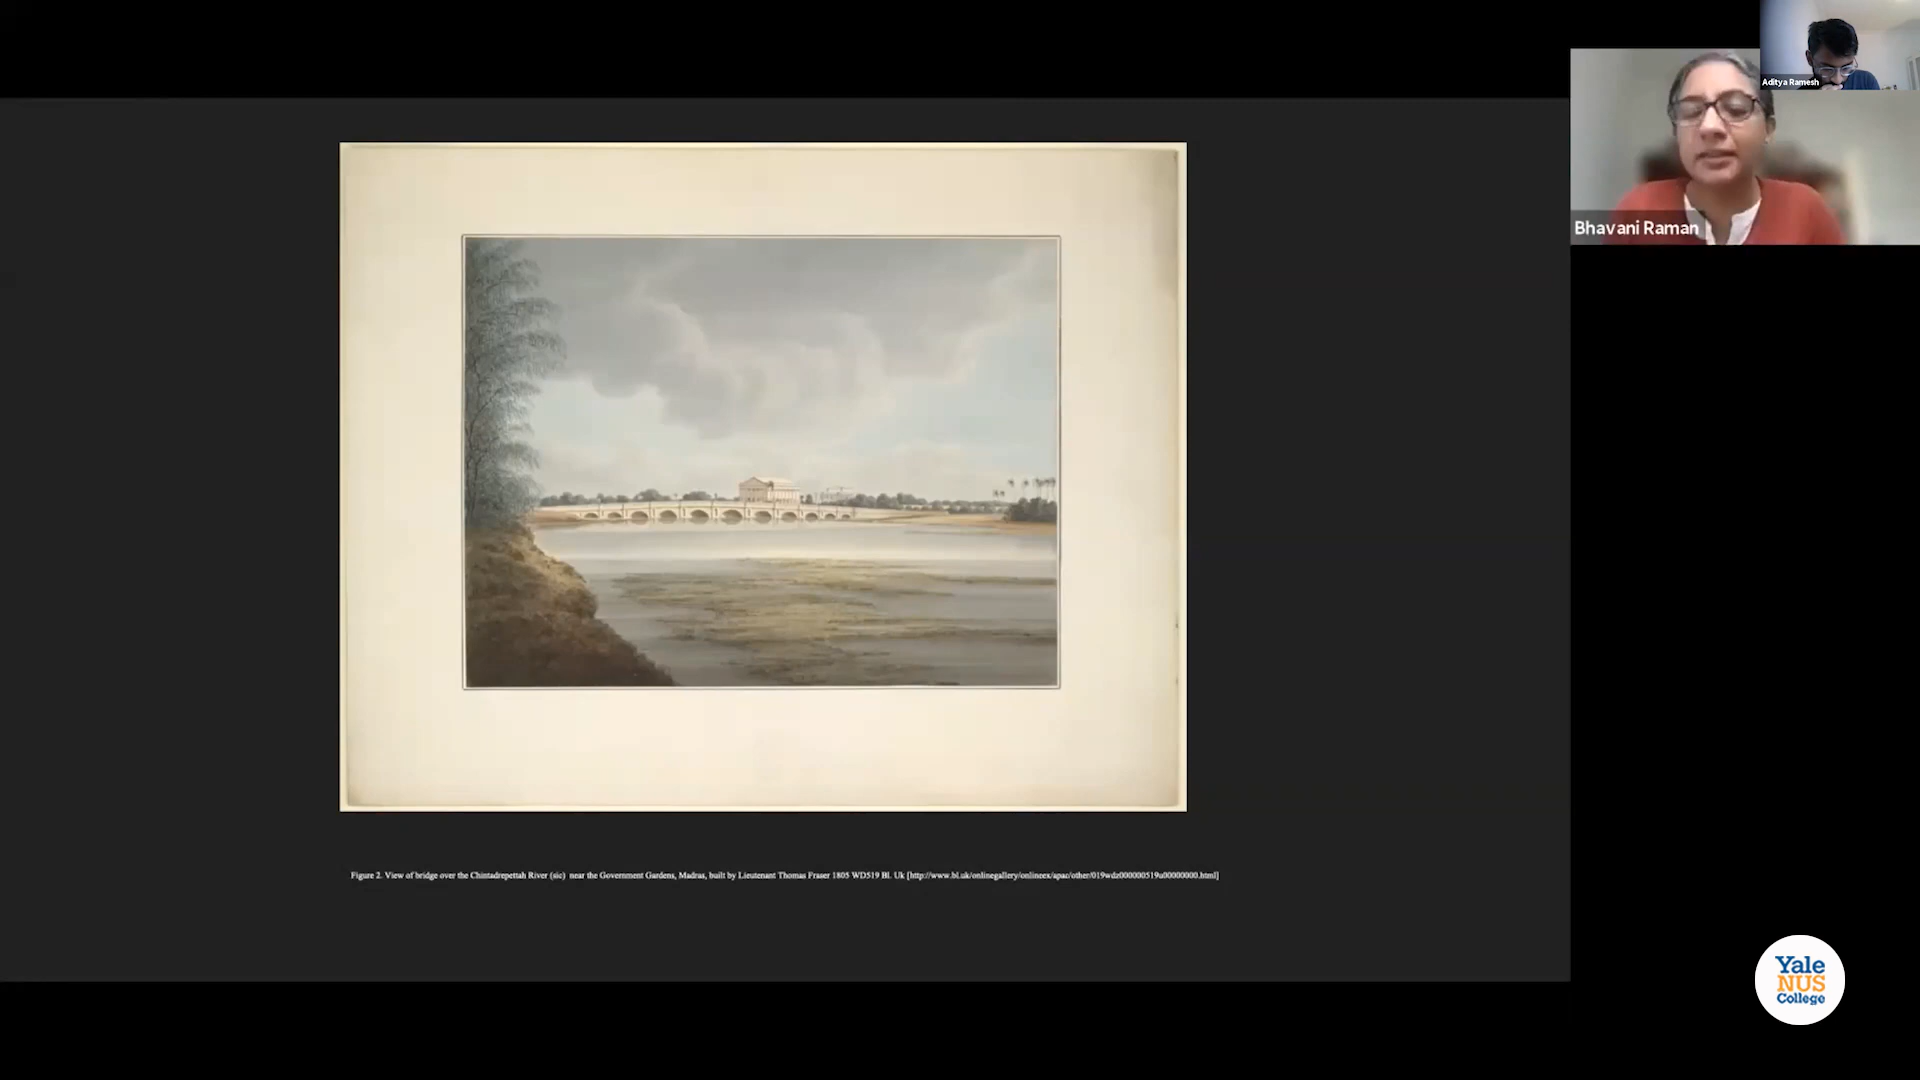 Aditya Ramesh
Bhavani Raman
Figure 2. View of bridge over the Chintadrepettah River (sic) near the Government Gardens, Madras, built by Lieutenant Thomas Fraser 1805 WD519 BL Uk [http://www.bl.uk/onlinegallery/onlineex/apac/other/019wdz000000519u00000000.html]
Yale
NUS
College